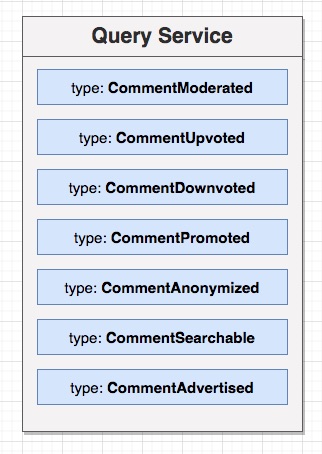 Query Service
type: CommentModerated
type: CommentUpvoted
type: CommentDownvoted
type: CommentPromoted
type: CommentAnonymized
type: CommentSearchable
type: CommentAdvertised